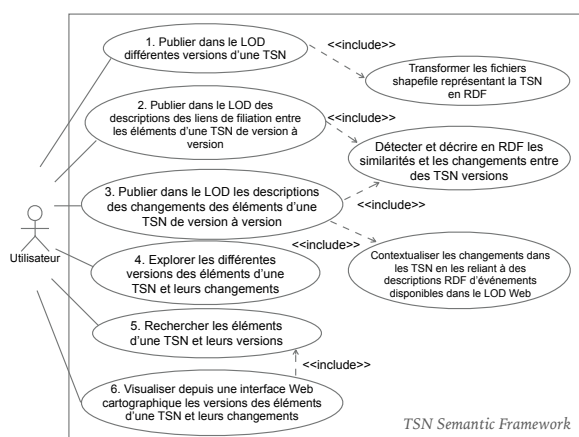 1. Publier dans le LOD
différentes versions d'une TSN
<<include>>
Transformer les fichiers
shapefile représentant la TSN
en RDF
2. Publier dans le LOD des
descriptions des liens de filiation entre
les éléments d'une TSN de version à
version
<<include>>
Détecter et décrire en RDF les
similarités et les changements entre
des TSN versions
3. Publier dans le LOD les descriptions
des changements des éléments d'une
TSN de version à version
<<include>>
<<include>>
Contextualiser les changements dans
les TSN en les reliant à des
descriptions RDF d'événements
disponibles dans le LOD Web
Utilisateur
4. Explorer les différentes
versions des éléments d'une
TSN et leurs changements
5. Rechercher les éléments
d'une TSN et leurs versions
<<include>>
6. Visualiser depuis une interface Web
cartographique les versions des éléments
d'une TSN et leurs changements
TSN Semantic Framework